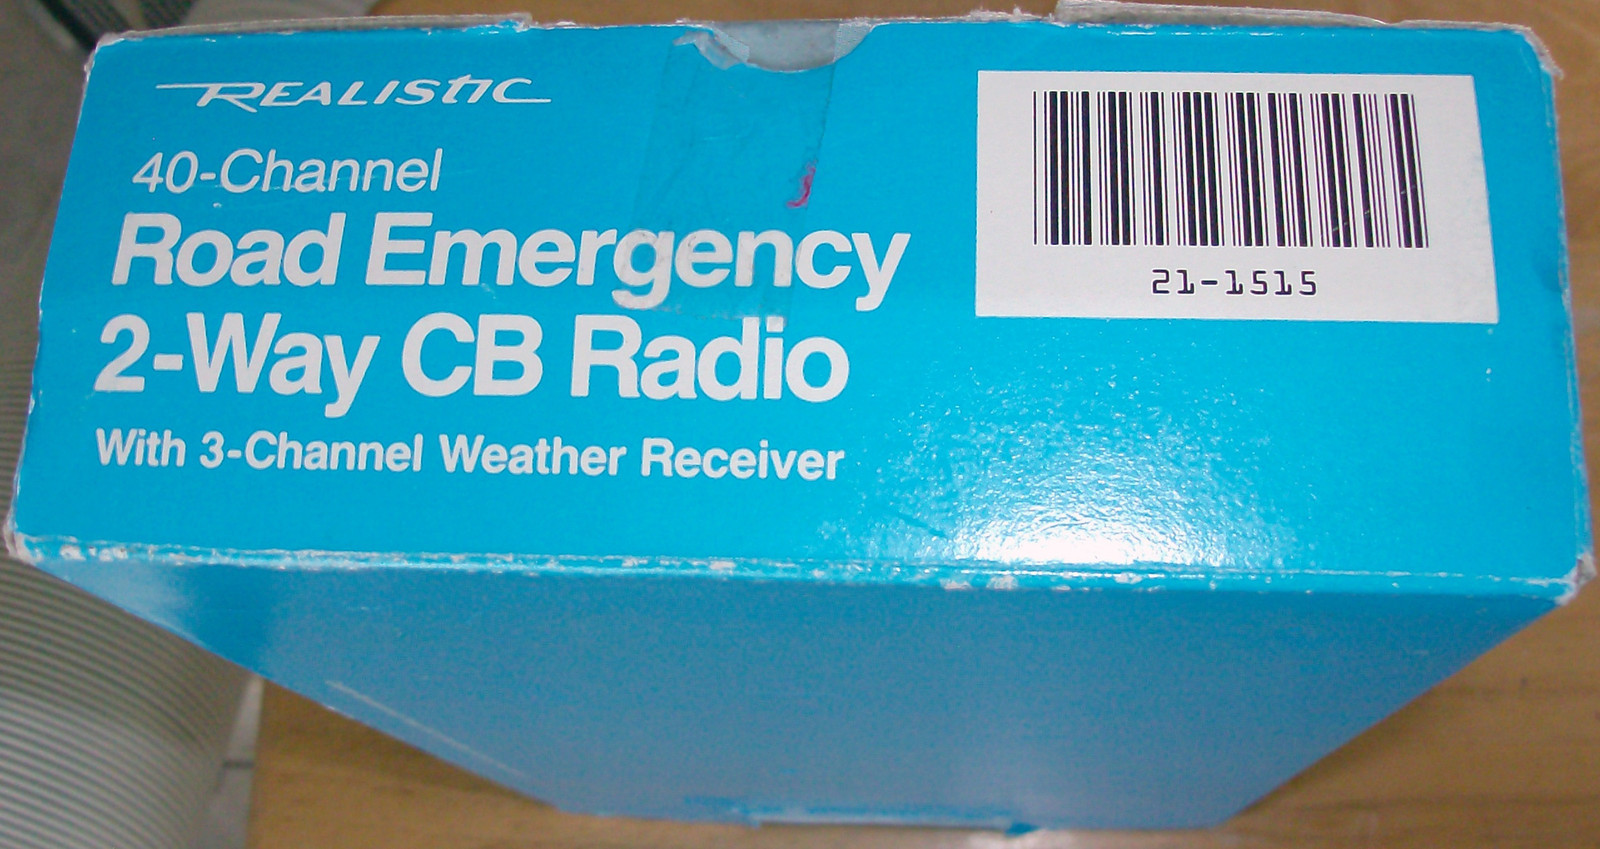 REALISTIC
40-Channel
Road Emergency
2-Way CB Radio
With 3-Channel Weather Receiver
21-1515